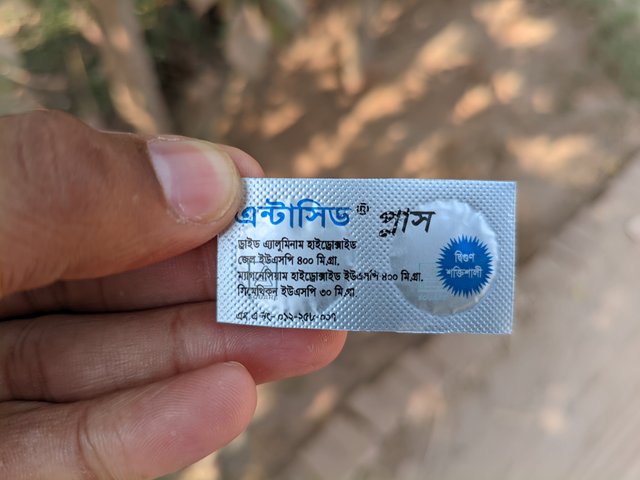 এন্টাসিড ® প্লাস
ড্রাইড এ্যালুমিনাম হাইড্রোক্সাইড
জেল ইউএসপি ৪০০ মি.গ্রা.
ম্যাগনেসিয়াম হাইড্রোক্সাইড ইউএসপি ৪০০ মি.গ্রা.
সিমেথিকন ইউএসপি ৩০ মি.গ্রা.
দ্বিগুণ
শক্তিশালী